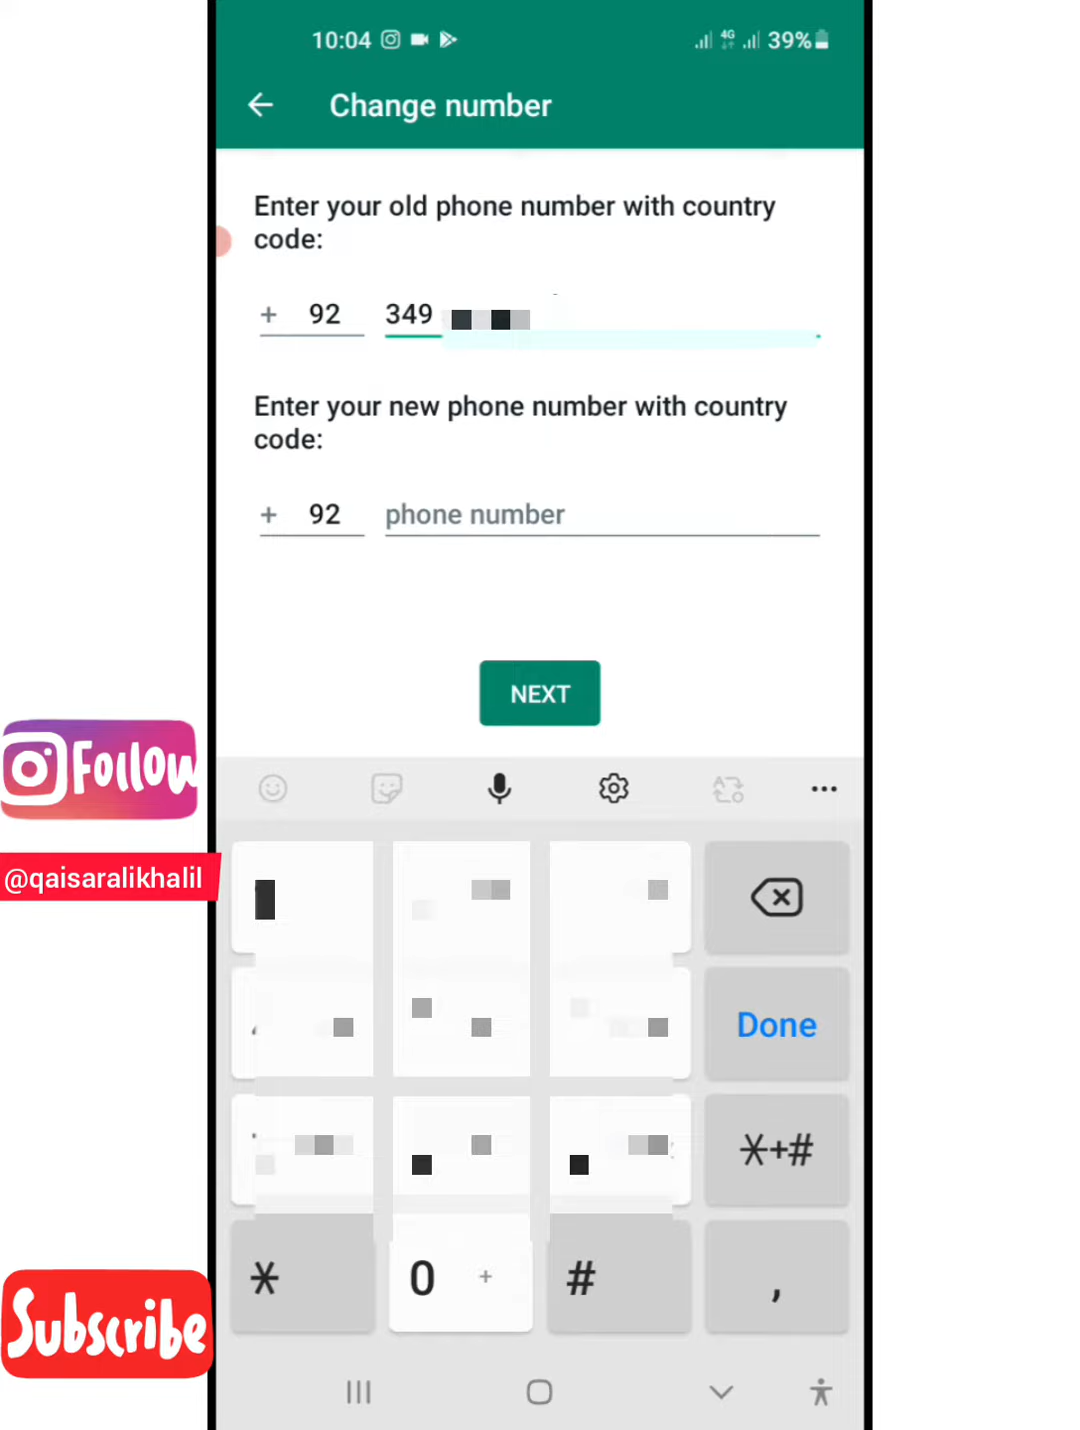 10:04
4G
39%
Change number
Enter your old phone number with country
code:
+ 92 349
Enter your new phone number with country
code:
+ 92 phone number
NEXT
Follow
@qaisaralikhalil
Done
*+#
* 0 + # ,
Subscribe